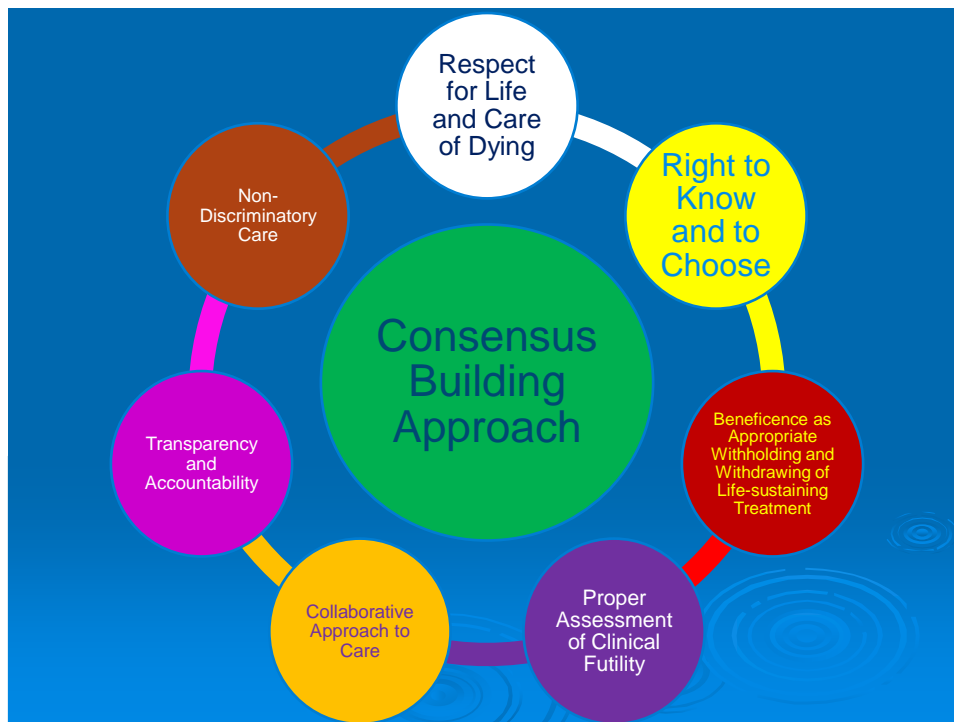 Respect
for Life
and Care
of Dying
Right to
Know
and to
Choose
Beneficence as
Appropriate
Withholding and
Withdrawing of
Life-sustaining
Treatment
Proper
Assessment
of Clinical
Futility
Collaborative
Approach to
Care
Transparency
and
Accountability
Non-
Discriminatory
Care
Consensus
Building
Approach